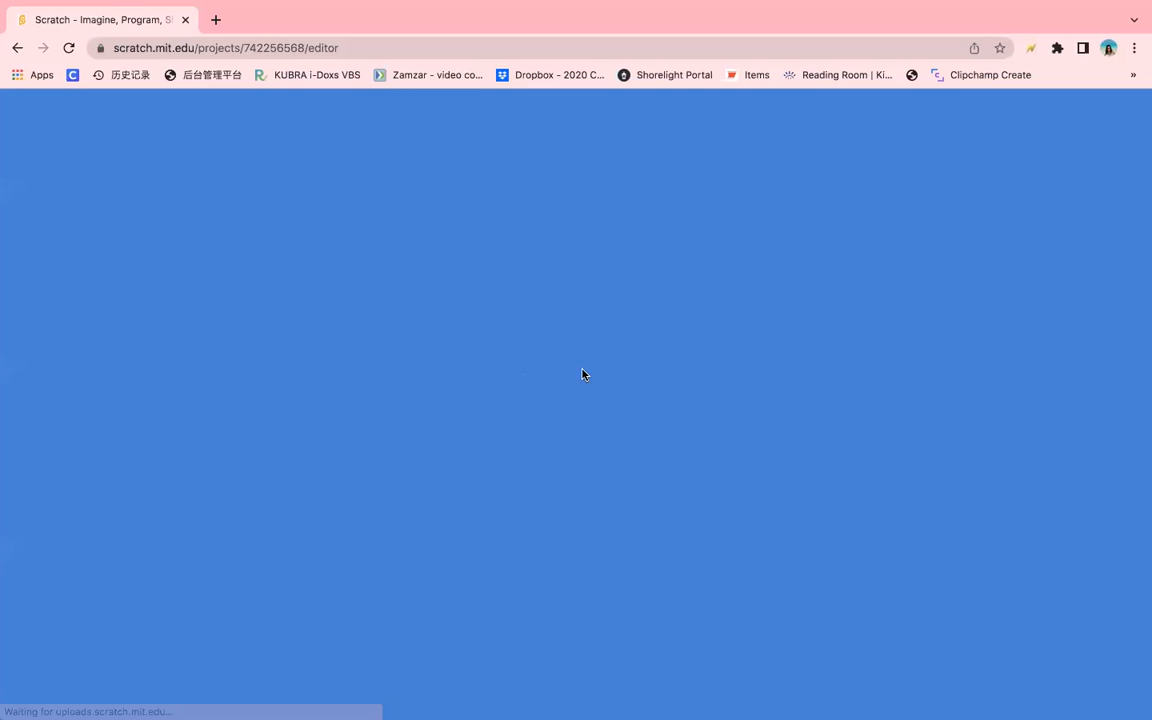 Scratch - Imagine, Program, S
scratch.mit.edu/projects/742256568/editor
Apps C 历史记录 后台管理平台 KUBRA i-Doxs VBS Zamzar - video co... Dropbox - 2020 C... Shorelight Portal Items Reading Room | Ki... Clipchamp Create »
Waiting for uploads.scratch.mit.edu...